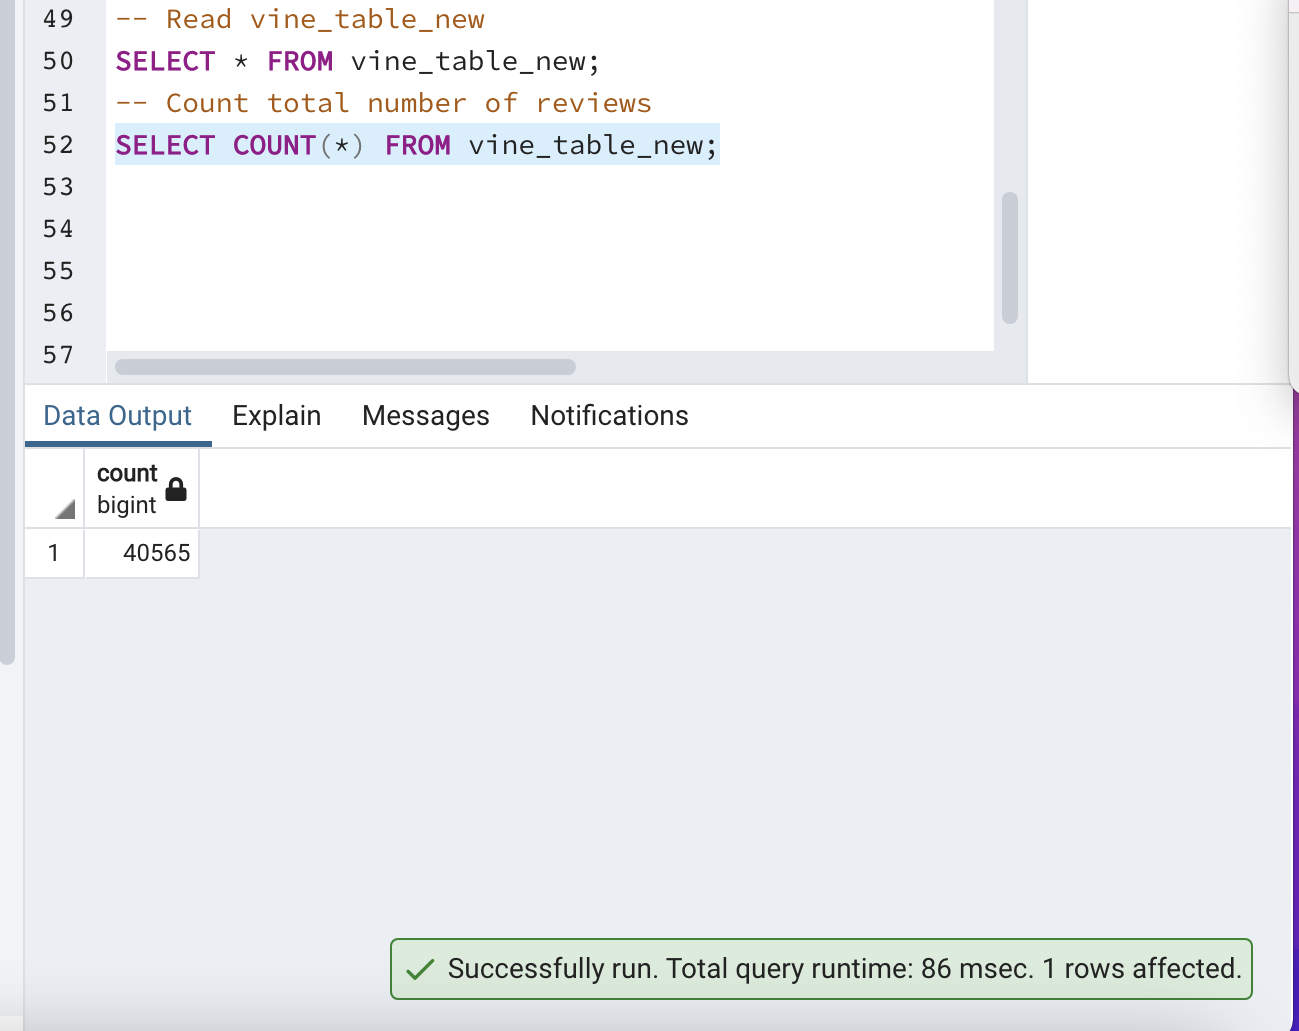 49 -- Read vine_table_new
50 SELECT * FROM vine_table_new;
51 -- Count total number of reviews
52 SELECT COUNT(*) FROM vine_table_new;
53
54
55
56
57
Data Output Explain Messages Notifications
count
bigint
1 40565
Successfully run. Total query runtime: 86 msec. 1 rows affected.